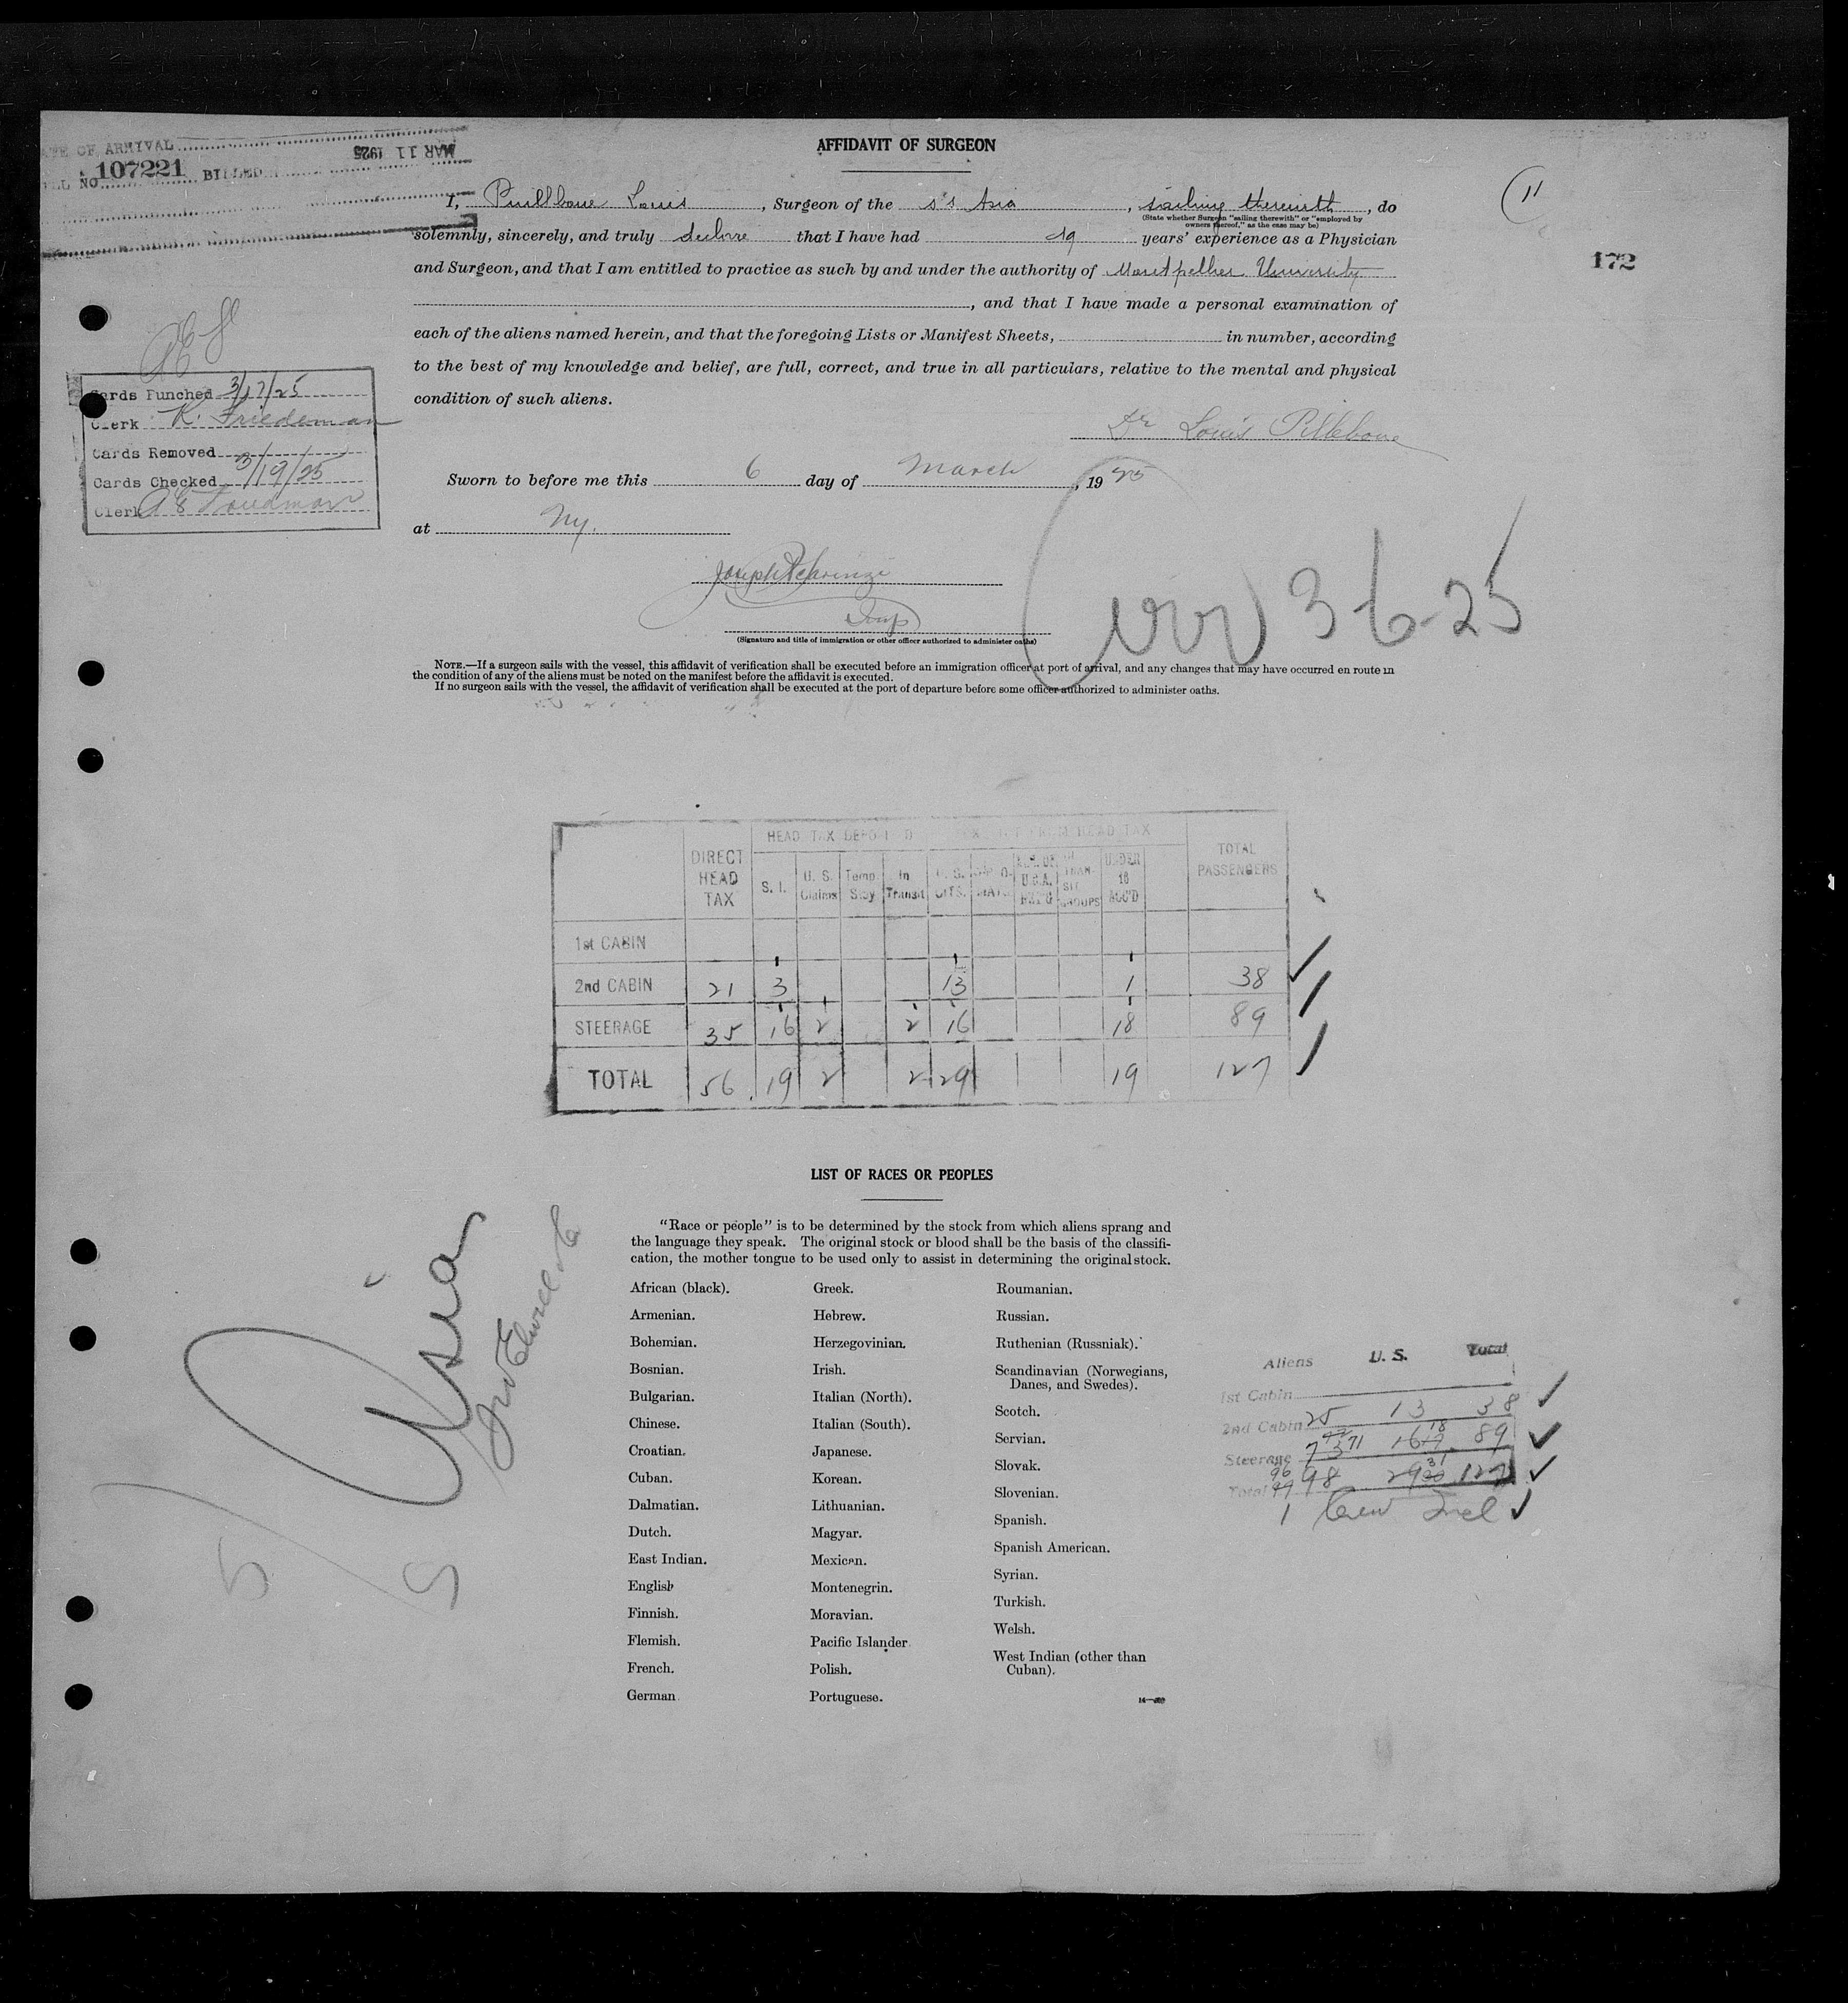 DATE OF ARRIVAL
MAR 11 1925
BILL NO. 107221 BILLED
AFFIDAVIT OF SURGEON
11
172
I, Louis, Surgeon of the s/s Asia, sailing therewith, do
(State whether Surgeon "sailing therewith" or "employed by
owners thereof," as the case may be)
solemnly, sincerely, and truly declare that I have had 19 years' experience as a Physician
and Surgeon, and that I am entitled to practice as such by and under the authority of Montpellier University
, and that I have made a personal examination of
each of the aliens named herein, and that the foregoing Lists or Manifest Sheets, in number, according
to the best of my knowledge and belief, are full, correct, and true in all particulars, relative to the mental and physical
condition of such aliens.
Dr Louis
Sworn to before me this 6 day of March, 1925
at Ny.
Joseph
Insp
(Signature and title of immigration or other officer authorized to administer oaths)
3-6-25
Cards Punched 3/17/25
Clerk K. Friedeman
Cards Removed
Cards Checked 3/19/25
Clerk
NOTE.—If a surgeon sails with the vessel, this affidavit of verification shall be executed before an immigration officer at port of arrival, and any changes that may have occurred en route in
the condition of any of the aliens must be noted on the manifest before the affidavit is executed.
If no surgeon sails with the vessel, the affidavit of verification shall be executed at the port of departure before some officer authorized to administer oaths.
HEAD TAX FROM HEAD TAX
DIRECT HEAD TAX S. I. U. S. Claims Temp. Stay In Transit U. S. CITS. UNDER 16 ACC'D TOTAL PASSENGERS
1st CABIN
2nd CABIN 21 3 13 1 38
STEERAGE 35 16 2 2 16 18 89
TOTAL 56 19 2 2 29 19 127
LIST OF RACES OR PEOPLES
"Race or people" is to be determined by the stock from which aliens sprang and
the language they speak. The original stock or blood shall be the basis of the classifi-
cation, the mother tongue to be used only to assist in determining the original stock.
African (black).
Armenian.
Bohemian.
Bosnian.
Bulgarian.
Chinese.
Croatian.
Cuban.
Dalmatian.
Dutch.
East Indian.
English
Finnish.
Flemish.
French.
German.
Greek.
Hebrew.
Herzegovinian.
Irish.
Italian (North).
Italian (South).
Japanese.
Korean.
Lithuanian.
Magyar.
Mexican.
Montenegrin.
Moravian.
Pacific Islander.
Polish.
Portuguese.
Roumanian.
Russian.
Ruthenian (Russniak).
Scandinavian (Norwegians,
Danes, and Swedes).
Scotch.
Servian.
Slovak.
Slovenian.
Spanish.
Spanish American.
Syrian.
Turkish.
Welsh.
West Indian (other than
Cuban).
Asia
Aliens U. S. Total
1st Cabin
2nd Cabin 25 13 38
Steerage 73 71 16 18 89
Total 96 98 29 31 127
1 Crew Incl